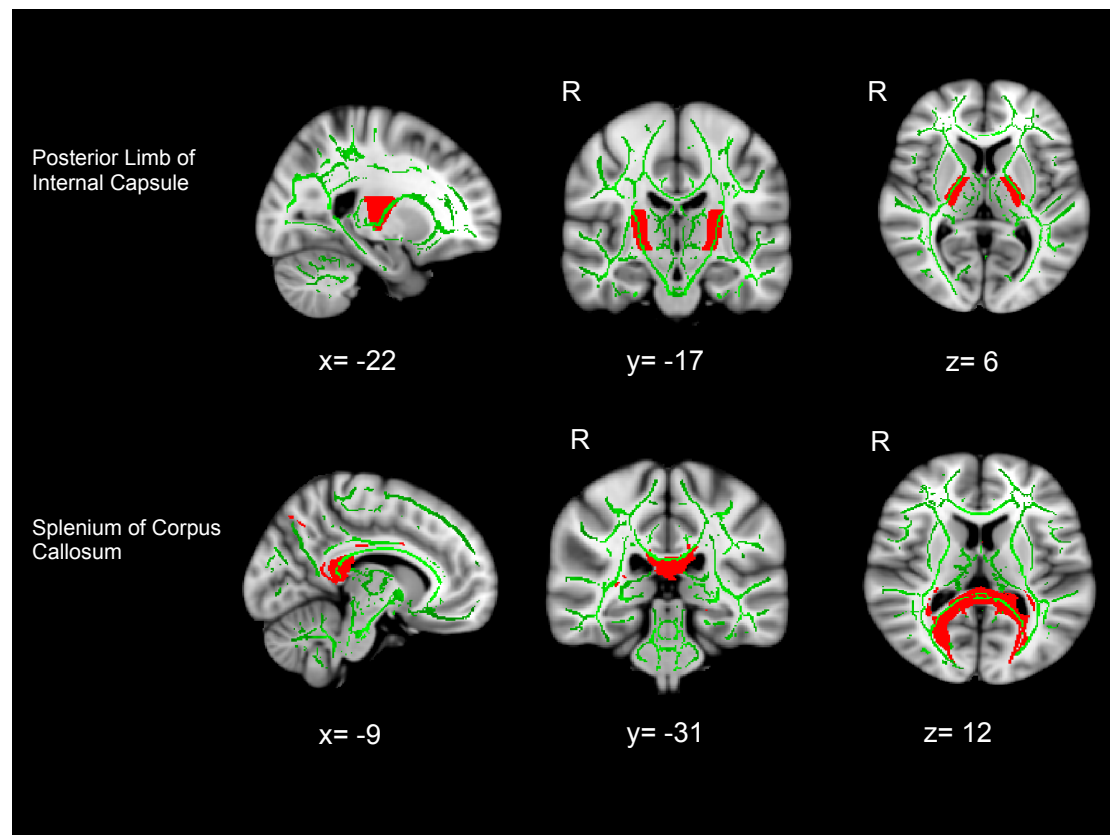 R
R
Posterior Limb of
Internal Capsule
x= -22
y= -17
z= 6
R
R
Splenium of Corpus
Callosum
x= -9
y= -31
z= 12